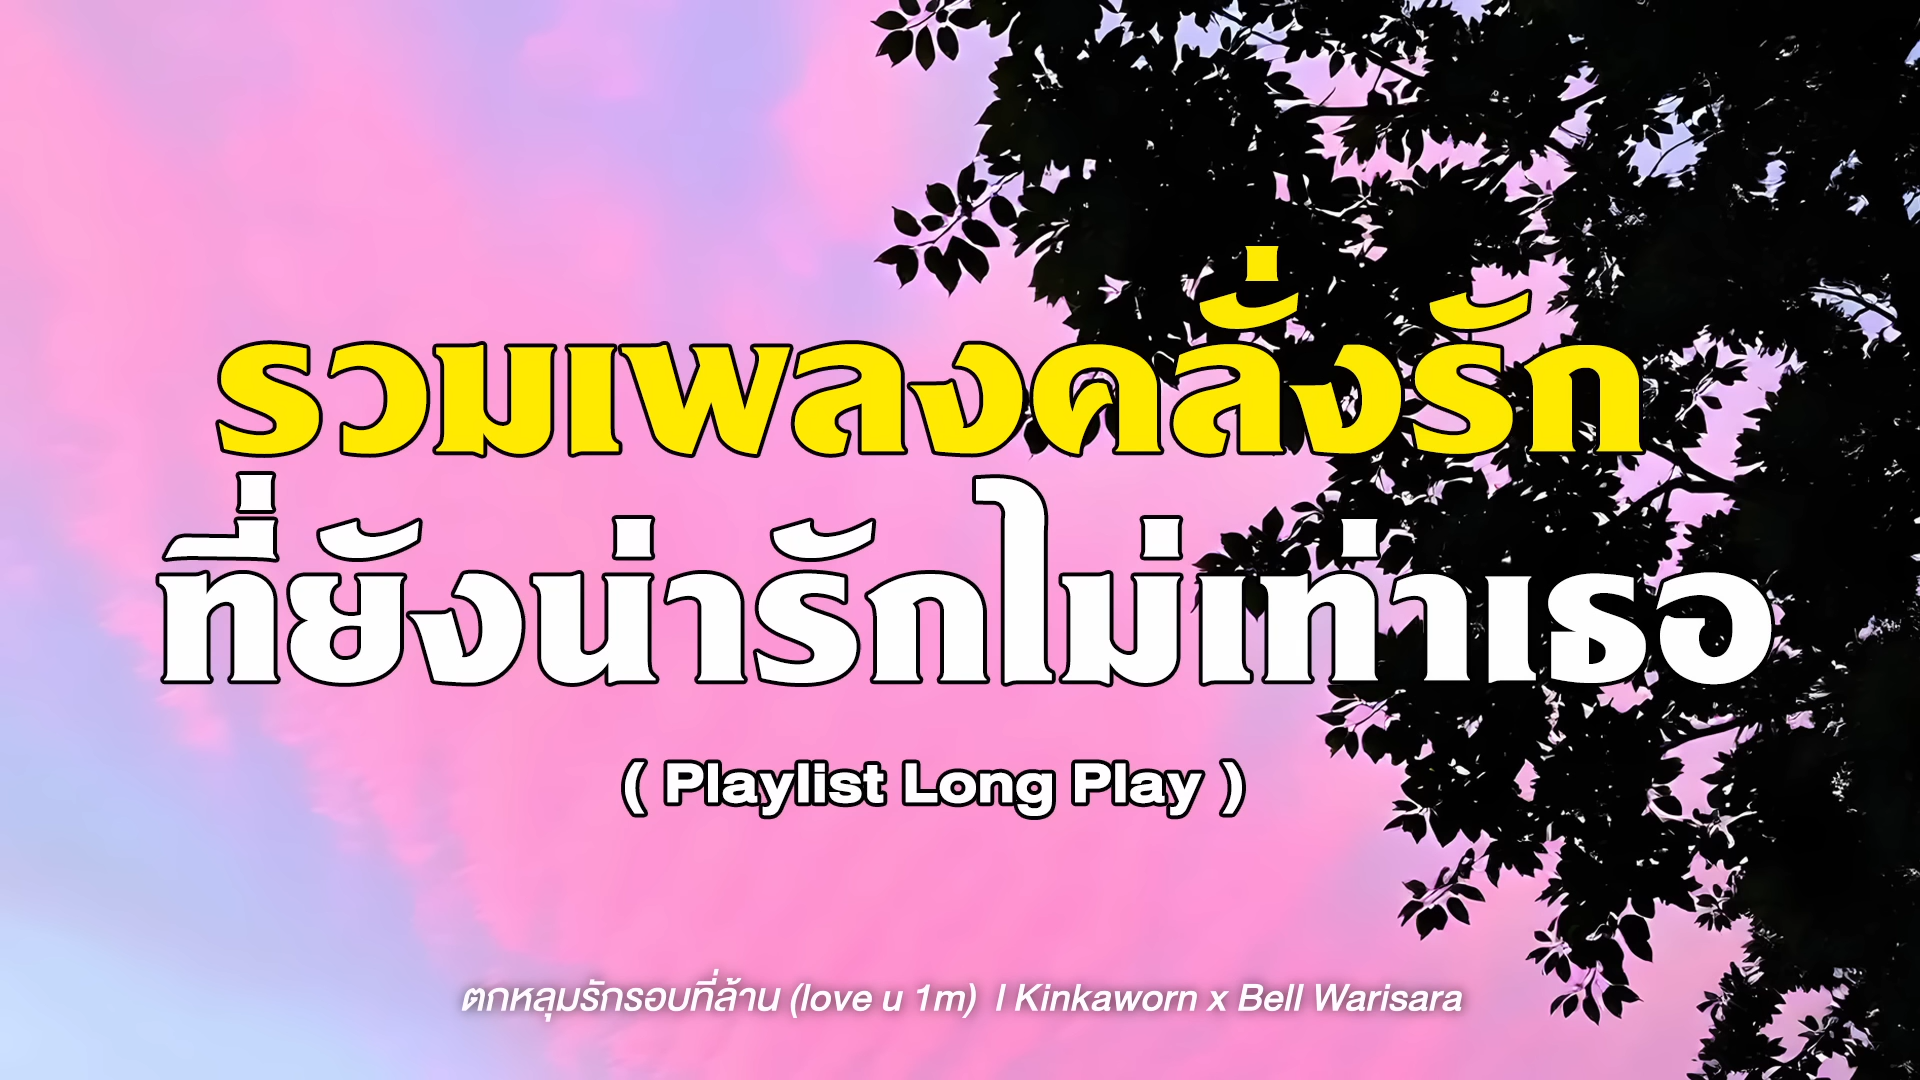 รวมเพลงคลั่งรัก
ที่ยังน่ารักไม่เท่าเธอ
( Playlist Long Play )
ตกหลุมรักรอบที่ล้าน (love u 1m) | Kinkaworn x Bell Warisara